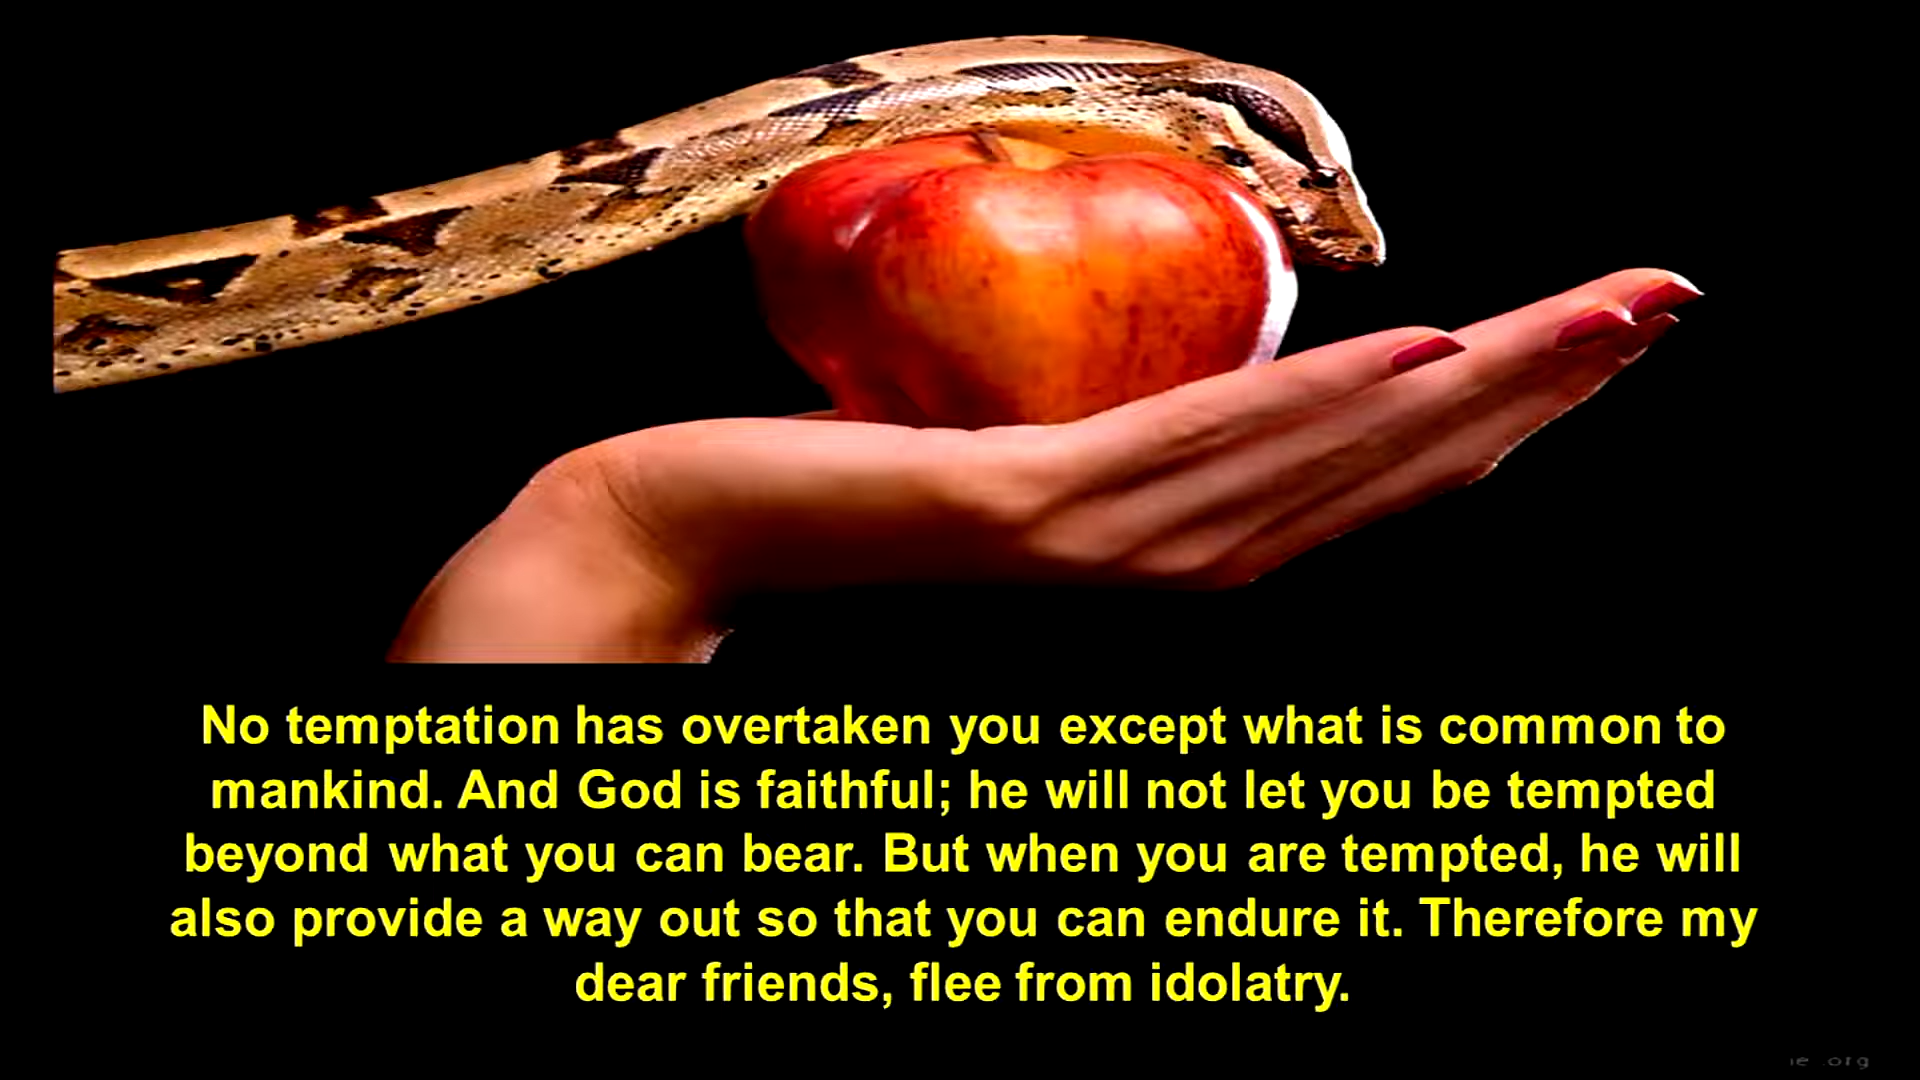 No temptation has overtaken you except what is common to
mankind. And God is faithful; he will not let you be tempted
beyond what you can bear. But when you are tempted, he will
also provide a way out so that you can endure it. Therefore my
dear friends, flee from idolatry.